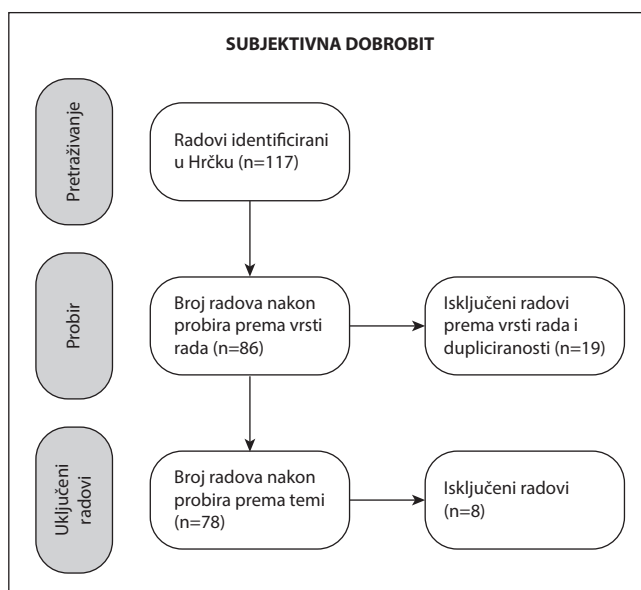 SUBJEKTIVNA DOBROBIT
Pretraživanje
Radovi identificirani
u Hrčku (n=117)
Probir
Broj radova nakon
probira prema vrsti
rada (n=86)
Isključeni radovi
prema vrsti rada i
dupliciranosti (n=19)
Uključeni
radovi
Broj radova nakon
probira prema temi
(n=78)
Isključeni radovi
(n=8)